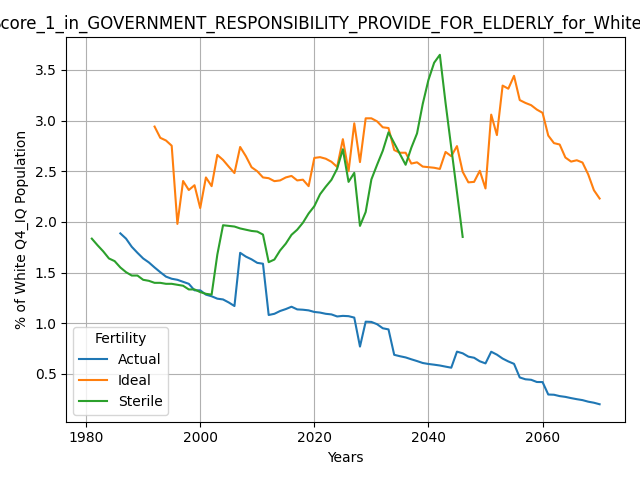 core_1_in_GOVERNMENT_RESPONSIBILITY_PROVIDE_FOR_ELDERLY_for_White
% of White Q4_IQ Population
3.5
3.0
2.5
2.0
1.5
1.0
0.5
Fertility
Actual
Ideal
Sterile
1980
2000
2020
2040
2060
Years